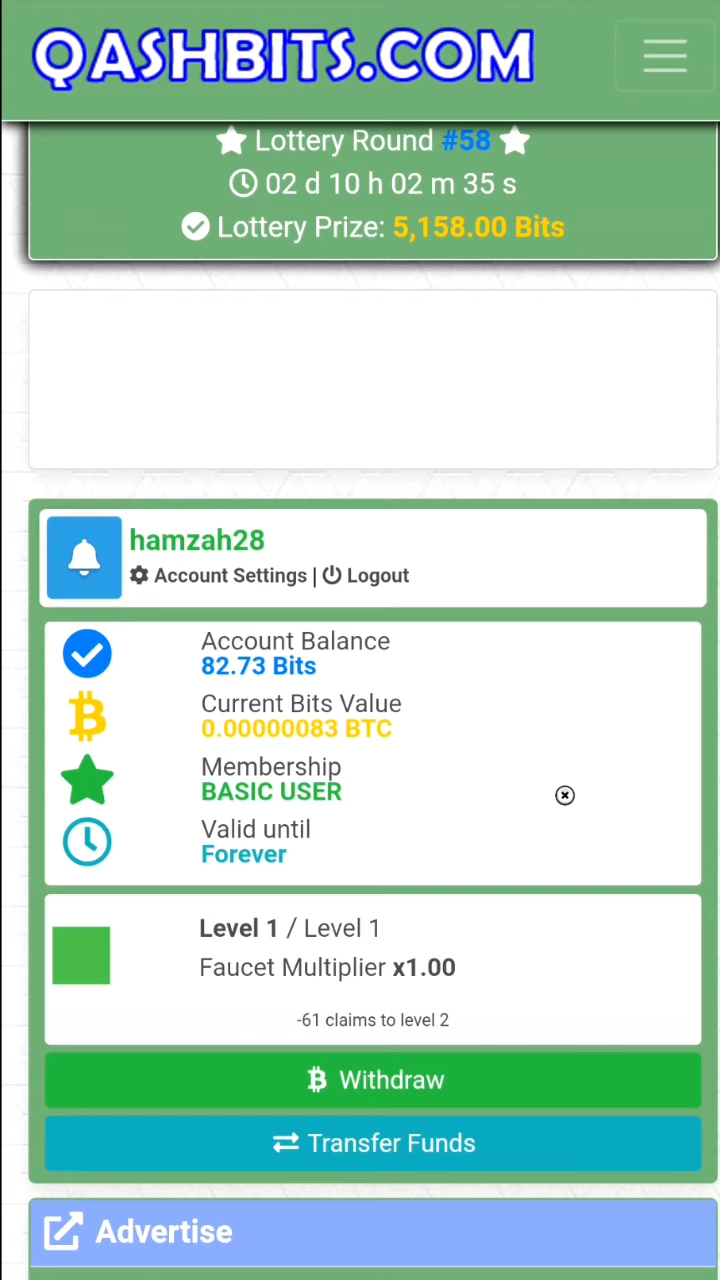 QASHBITS.COM
Lottery Round #58
02 d 10 h 02 m 35 s
Lottery Prize: 5,158.00 Bits
hamzah28
Account Settings | Logout
Account Balance
82.73 Bits
Current Bits Value
0.00000083 BTC
Membership
BASIC USER
Valid until
Forever
Level 1 / Level 1
Faucet Multiplier x1.00
-61 claims to level 2
Withdraw
Transfer Funds
Advertise